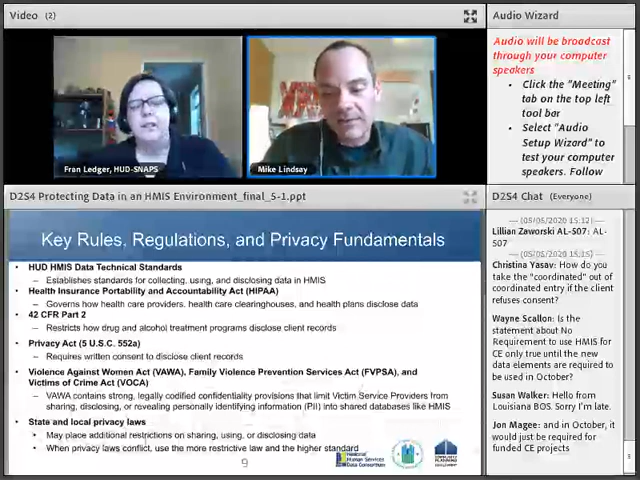 Video (2)
Fran Ledger, HUD-SNAPS
Mike Lindsay
Audio Wizard
Audio will be broadcast
through your computer
speakers
• Click the "Meeting"
tab on the top left
tool bar
• Select "Audio
Setup Wizard" to
test your computer
speakers. Follow
D2S4 Protecting Data in an HMIS Environment_final_5-1.ppt
Key Rules, Regulations, and Privacy Fundamentals
• HUD HMIS Data Technical Standards
– Establishes standards for collecting, using, and disclosing data in HMIS
• Health Insurance Portability and Accountability Act (HIPAA)
– Governs how health care providers, health care clearinghouses, and health plans disclose data
• 42 CFR Part 2
– Restricts how drug and alcohol treatment programs disclose client records
• Privacy Act (5 U.S.C. 552a)
– Requires written consent to disclose client records
• Violence Against Women Act (VAWA), Family Violence Prevention Services Act (FVPSA), and
Victims of Crime Act (VOCA)
– VAWA contains strong, legally codified confidentiality provisions that limit Victim Service Providers from
sharing, disclosing, or revealing personally identifying information (PII) into shared databases like HMIS
• State and local privacy laws
• May place additional restrictions on sharing, using, or disclosing data
• When privacy laws conflict, use the more restrictive law and the higher standard
9
National
Human Services
Data Consortium
D2S4 Chat (Everyone)
(05/05/2020 15:12)
Lillian Zaworski AL-507: AL-
507
(05/05/2020 15:15)
Christina Yasav: How do you
take the "coordinated" out of
coordinated entry if the client
refuses consent?
Wayne Scallon: Is the
statement about No
Requirement to use HMIS for
CE only true until the new
data elements are required to
be used in October?
Susan Walker: Hello from
Louisiana BOS. Sorry I'm late.
Jon Magee: and in October, it
would just be required for
funded CE projects